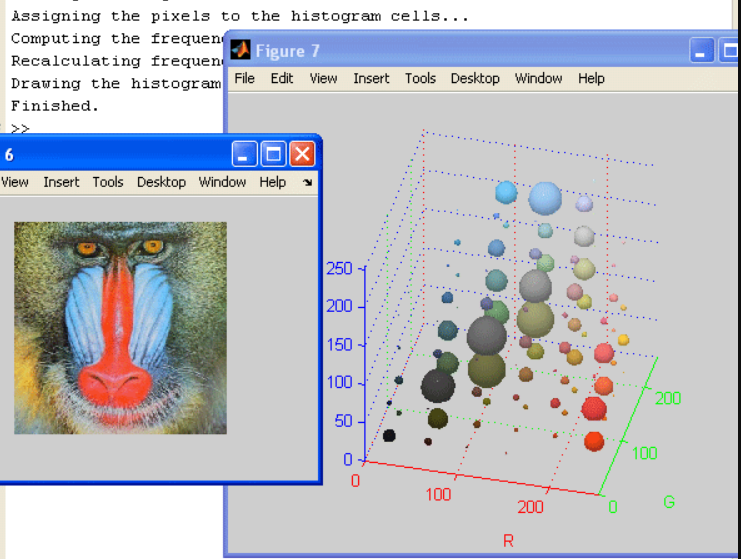 Assigning the pixels to the histogram cells...
Computing the frequen
Recalculating frequen
Drawing the histogram
Finished.
>>
Figure 7
File Edit View Insert Tools Desktop Window Help
6
View Insert Tools Desktop Window Help
250
200
150
100
50
0
0
100
200
R
0
100
200
G